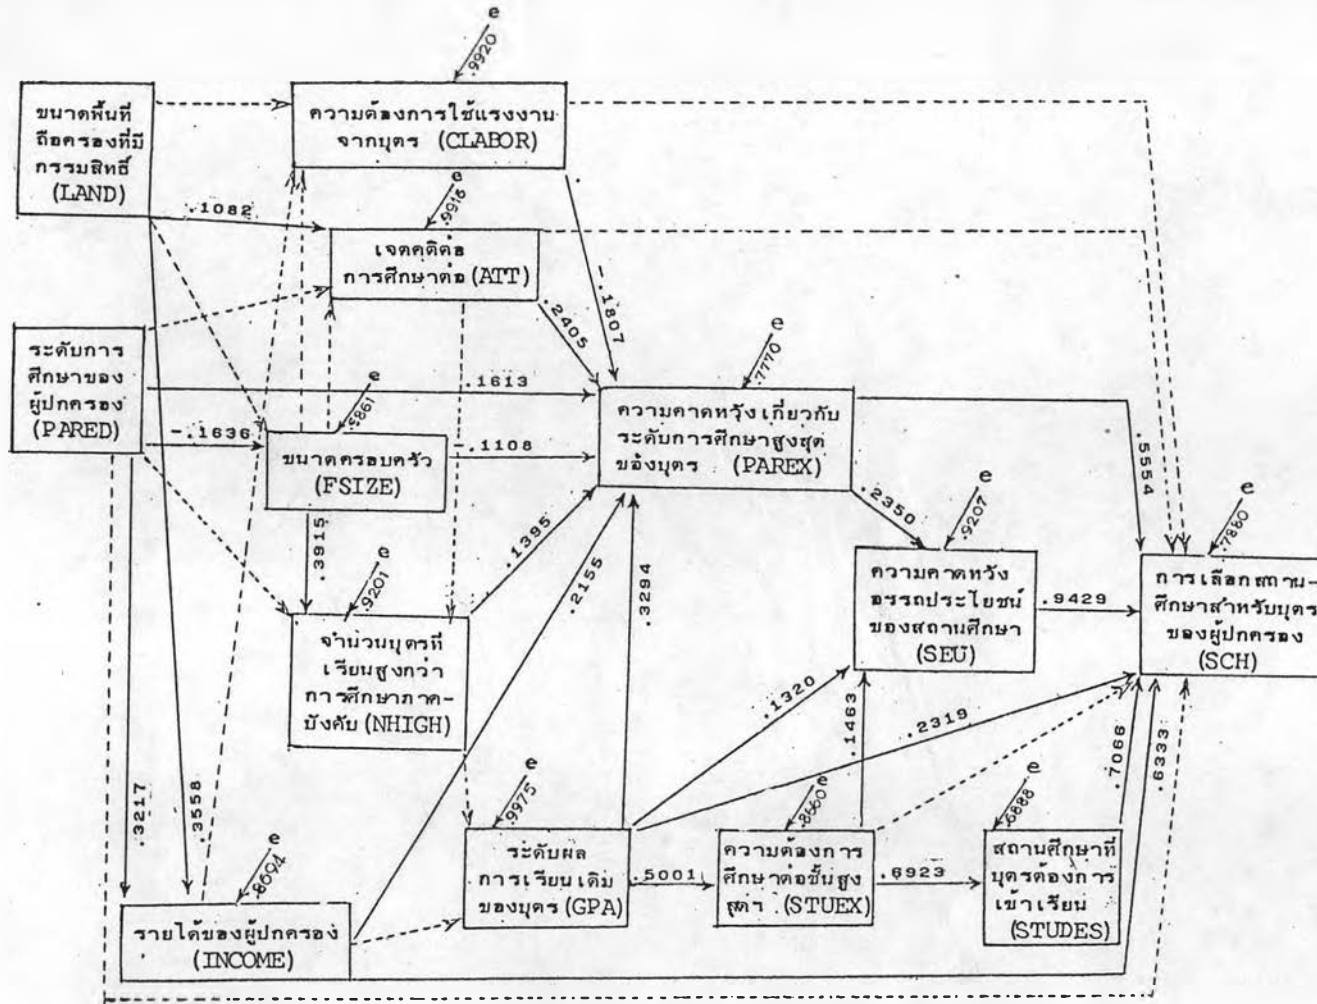 e
.9920
ขนาดพื้นที่
ถือครองที่มี
กรรมสิทธิ์
(LAND)
ความต้องการใช้แรงงาน
จากบุตร (CLABOR)
e
.9916
.1082
เจตคติต่อ
การศึกษาต่อ (ATT)
-.1807
.2405
e
.7770
ระดับการ
ศึกษาของ
ผู้ปกครอง
(PARED)
.1613
ความคาดหวังเกี่ยวกับ
ระดับการศึกษาสูงสุด
ของบุตร (PAREX)
e
.5861
-.1636
ขนาดครอบครัว
(FSIZE)
-.1108
.5554
.2350
e
.9207
e
.7880
.3915
.1395
.2155
.3294
e
.9201
ความคาดหวัง
อรรถประโยชน์
ของสถานศึกษา
(SEU)
.9429
การเลือกสถาน-
ศึกษาสำหรับบุตร
ของผู้ปกครอง
(SCH)
จำนวนบุตรที่
เรียนสูงกว่า
การศึกษาภาค-
บังคับ (NHIGH)
.1320
.1463
.2319
.7066
.6333
.3217
.3558
e
.8694
e
.9975
e
.8660
e
.6888
ระดับผล
การเรียนเดิม
ของบุตร (GPA)
.5001
ความต้องการ
ศึกษาต่อชั้นสูง
สุด (STUEX)
.6923
สถานศึกษาที่
บุตรต้องการ
เข้าเรียน
(STUDES)
รายได้ของผู้ปกครอง
(INCOME)